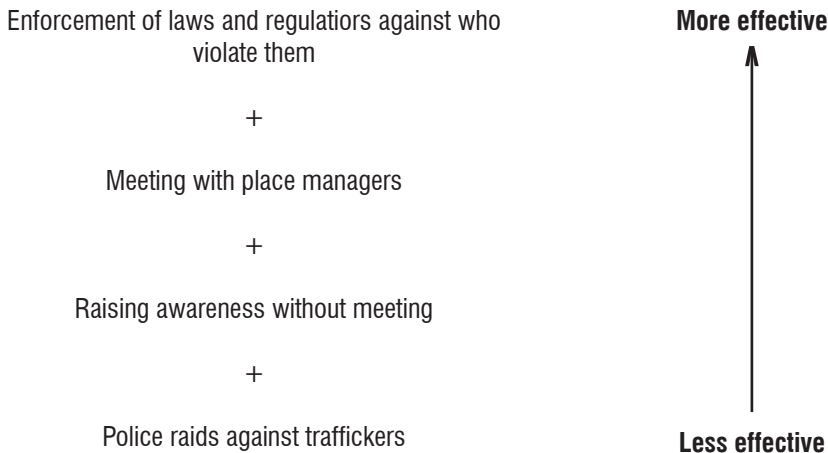 Enforcement of laws and regulatiors against who
violate them
More effective
+
Meeting with place managers
+
Raising awareness without meeting
+
Police raids against traffickers
Less effective